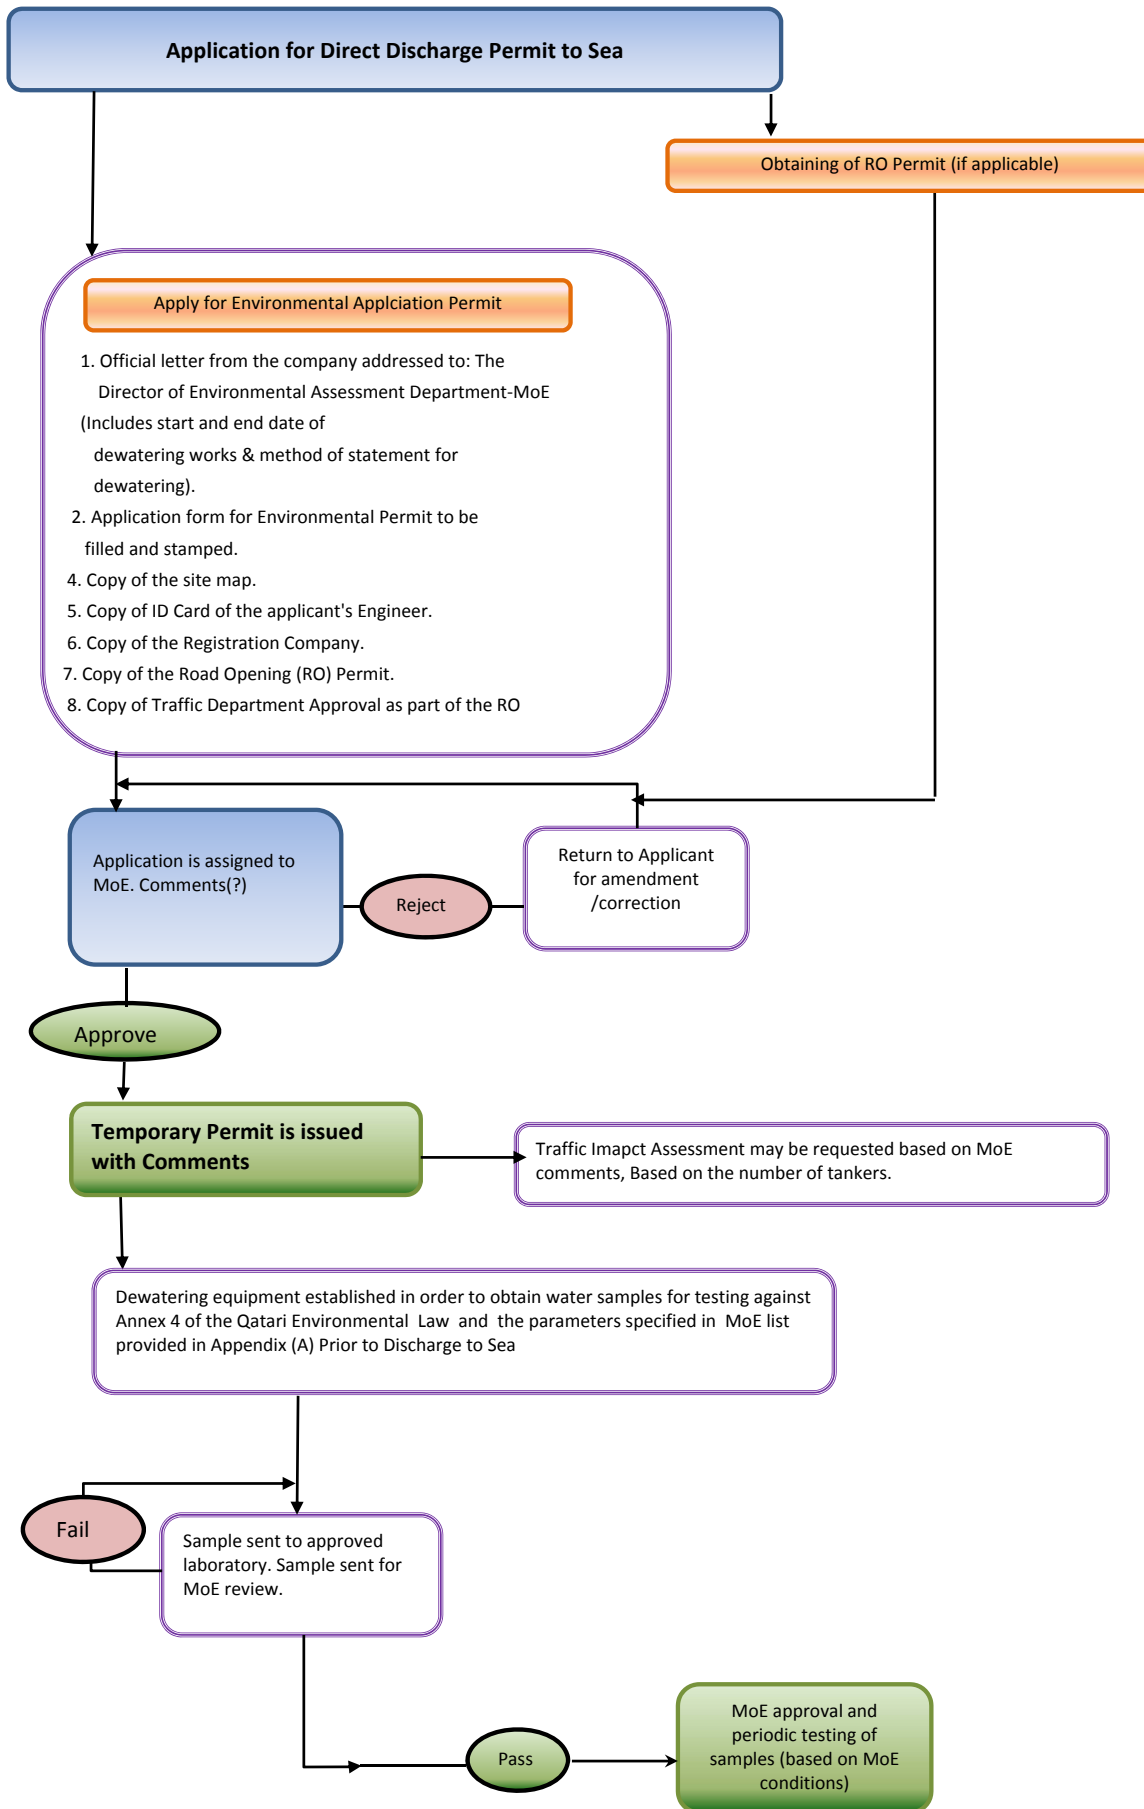 Application for Direct Discharge Permit to Sea
Obtaining of RO Permit (if applicable)
Apply for Environmental Applciation Permit
1. Official letter from the company addressed to: The
Director of Environmental Assessment Department-MoE
(Includes start and end date of
dewatering works & method of statement for
dewatering).
2. Application form for Environmental Permit to be
filled and stamped.
4. Copy of the site map.
5. Copy of ID Card of the applicant's Engineer.
6. Copy of the Registration Company.
7. Copy of the Road Opening (RO) Permit.
8. Copy of Traffic Department Approval as part of the RO
Application is assigned to
MoE. Comments(?)
Reject
Return to Applicant
for amendment
/correction
Approve
Temporary Permit is issued
with Comments
Traffic Imapct Assessment may be requested based on MoE
comments, Based on the number of tankers.
Dewatering equipment established in order to obtain water samples for testing against
Annex 4 of the Qatari Environmental Law and the parameters specified in MoE list
provided in Appendix (A) Prior to Discharge to Sea
Fail
Sample sent to approved
laboratory. Sample sent for
MoE review.
Pass
MoE approval and
periodic testing of
samples (based on MoE
conditions)